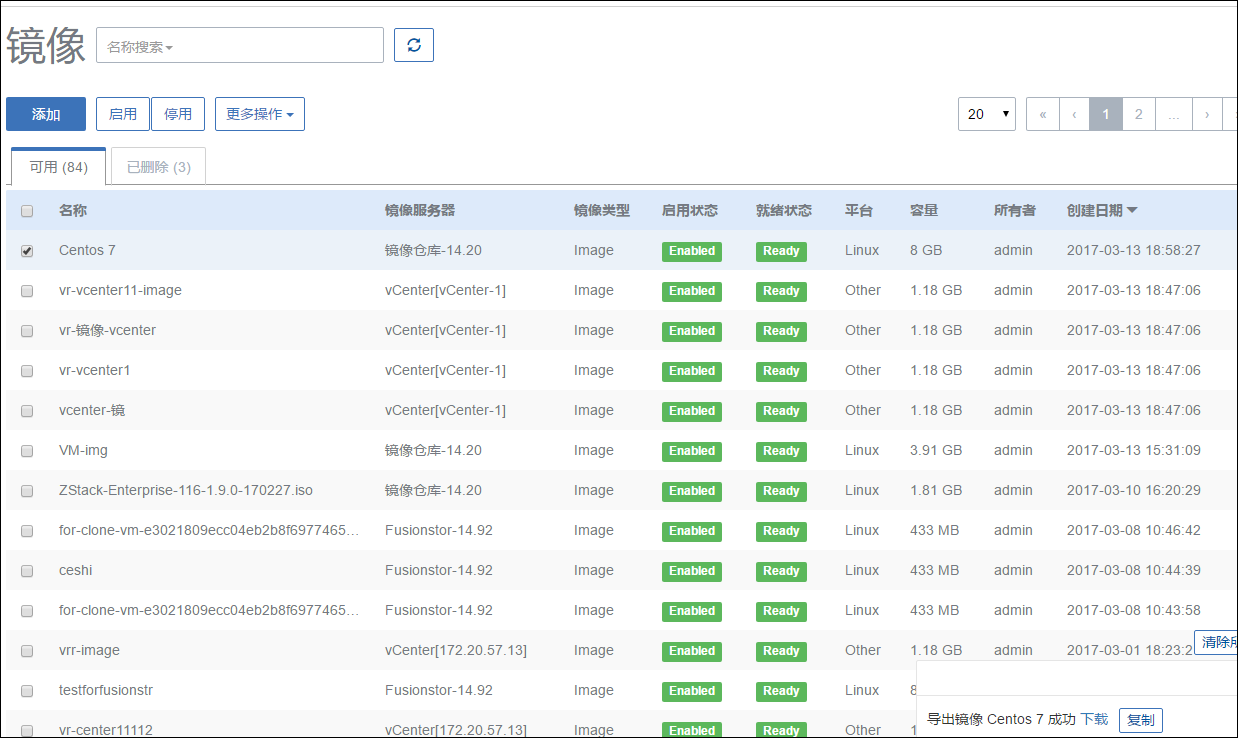 镜像 名称搜索
添加 启用 停用 更多操作 20 « ‹ 1 2 ... ›
可用 (84) 已删除 (3)
名称 镜像服务器 镜像类型 启用状态 就绪状态 平台 容量 所有者 创建日期
Centos 7 镜像仓库-14.20 Image Enabled Ready Linux 8 GB admin 2017-03-13 18:58:27
vr-vcenter11-image vCenter[vCenter-1] Image Enabled Ready Other 1.18 GB admin 2017-03-13 18:47:06
vr-镜像-vcenter vCenter[vCenter-1] Image Enabled Ready Other 1.18 GB admin 2017-03-13 18:47:06
vr-vcenter1 vCenter[vCenter-1] Image Enabled Ready Other 1.18 GB admin 2017-03-13 18:47:06
vcenter-镜 vCenter[vCenter-1] Image Enabled Ready Other 1.18 GB admin 2017-03-13 18:47:06
VM-img 镜像仓库-14.20 Image Enabled Ready Linux 3.91 GB admin 2017-03-13 15:31:09
ZStack-Enterprise-116-1.9.0-170227.iso 镜像仓库-14.20 Image Enabled Ready Linux 1.81 GB admin 2017-03-10 16:20:29
for-clone-vm-e3021809ecc04eb2b8f6977465... Fusionstor-14.92 Image Enabled Ready Linux 433 MB admin 2017-03-08 10:46:42
ceshi Fusionstor-14.92 Image Enabled Ready Linux 433 MB admin 2017-03-08 10:44:39
for-clone-vm-e3021809ecc04eb2b8f6977465... Fusionstor-14.92 Image Enabled Ready Linux 433 MB admin 2017-03-08 10:43:58
vrr-image vCenter[172.20.57.13] Image Enabled Ready Other 1.18 GB admin 2017-03-01 18:23:2 清除所
testforfusionstr Fusionstor-14.92 Image Enabled Ready Linux 8
vr-center11112 vCenter[172.20.57.13] Image Enabled Ready Other 1
导出镜像 Centos 7 成功 下载 复制